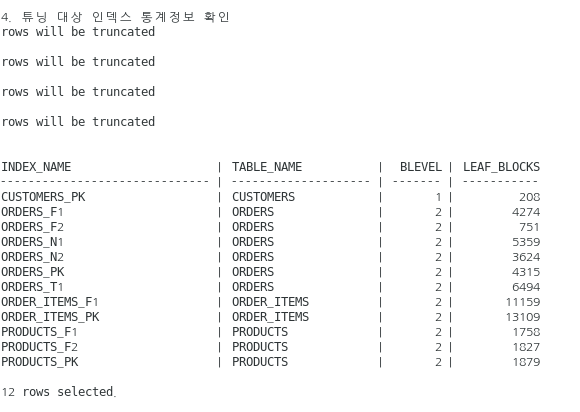 4. 튜닝 대상 인덱스 통계정보 확인
rows will be truncated
rows will be truncated
rows will be truncated
rows will be truncated
INDEX_NAME | TABLE_NAME | BLEVEL | LEAF_BLOCKS
------------------------------ | -------------------- | ------- | -----------
CUSTOMERS_PK | CUSTOMERS | 1 | 208
ORDERS_F1 | ORDERS | 2 | 4274
ORDERS_F2 | ORDERS | 2 | 751
ORDERS_N1 | ORDERS | 2 | 5359
ORDERS_N2 | ORDERS | 2 | 3624
ORDERS_PK | ORDERS | 2 | 4315
ORDERS_T1 | ORDERS | 2 | 6494
ORDER_ITEMS_F1 | ORDER_ITEMS | 2 | 11159
ORDER_ITEMS_PK | ORDER_ITEMS | 2 | 13109
PRODUCTS_F1 | PRODUCTS | 2 | 1758
PRODUCTS_F2 | PRODUCTS | 2 | 1827
PRODUCTS_PK | PRODUCTS | 2 | 1879
12 rows selected.